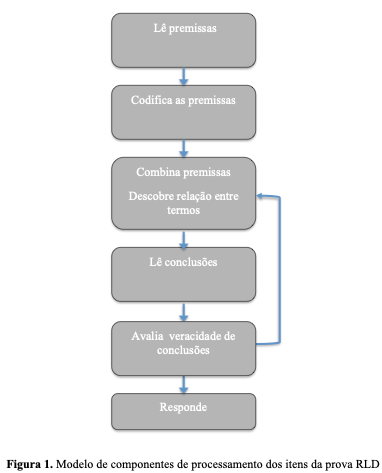 Lê premissas
Codifica as premissas
Combina premissas
Descobre relação entre
termos
Lê conclusões
Avalia veracidade de
conclusões
Responde
Figura 1. Modelo de componentes de processamento dos itens da prova RLD